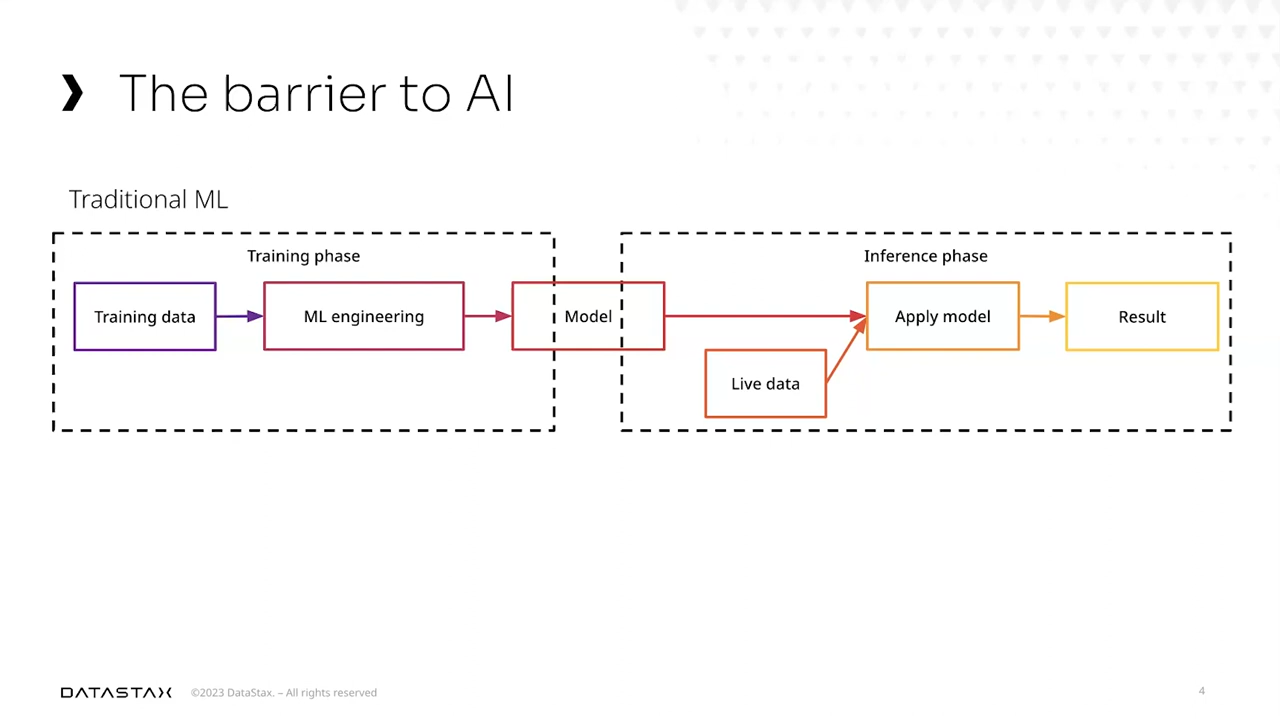 The barrier to AI
Traditional ML
Training phase
Training data
ML engineering
Model
Inference phase
Live data
Apply model
Result
DATASTAX
©2023 DataStax. – All rights reserved
4